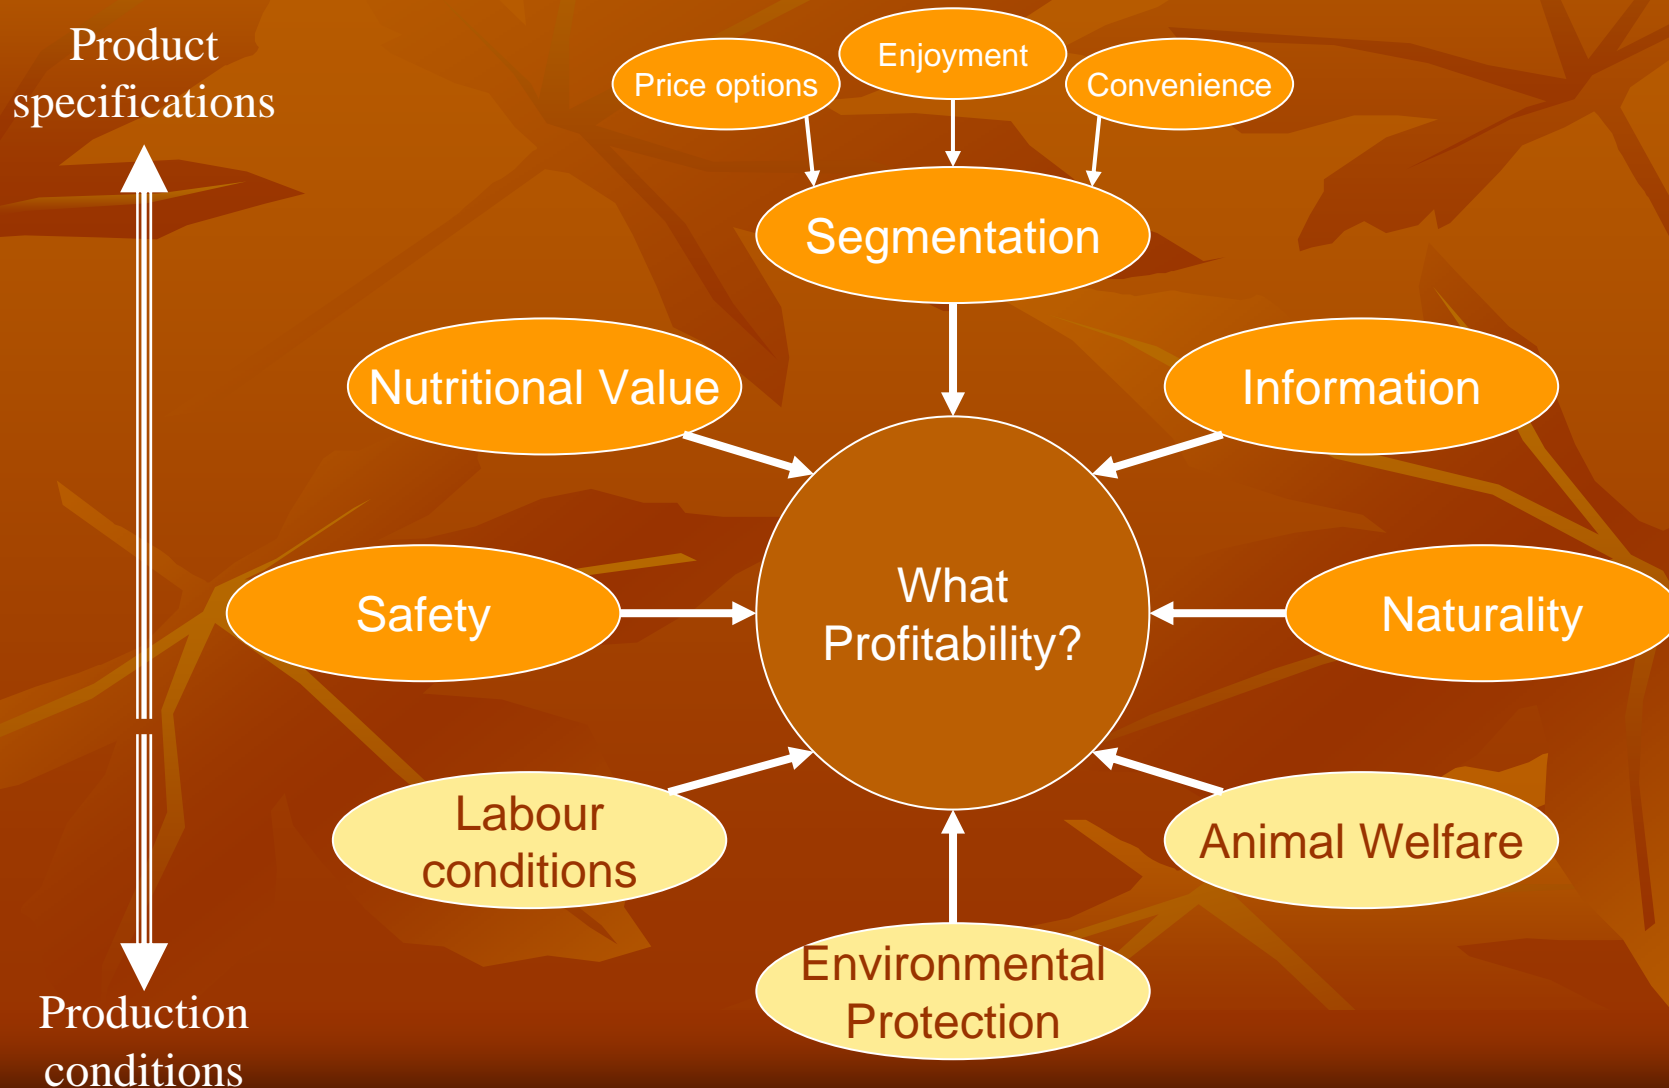 Product
specifications
Price options
Enjoyment
Convenience
Segmentation
Nutritional Value
Information
What
Profitability?
Safety
Naturality
Labour
conditions
Animal Welfare
Environmental
Protection
Production
conditions